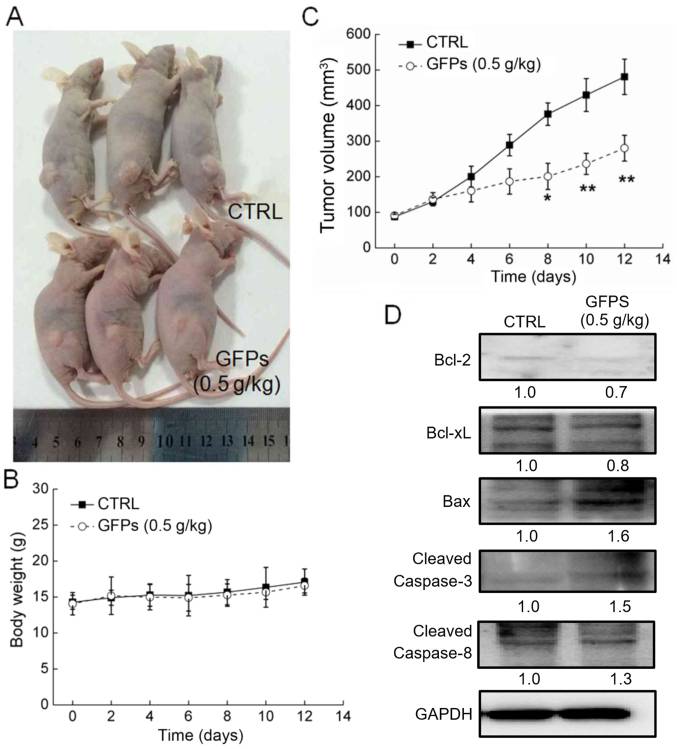 A
CTRL
GFPs
(0.5 g/kg)
4 5 6 7 8 9 10 11 12 13 14 15 1
B
30
25
20
15
10
5
0
CTRL
GFPs (0.5 g/kg)
Body weight (g)
0 2 4 6 8 10 12 14
Time (days)
C
600
500
400
300
200
100
0
CTRL
GFPs (0.5 g/kg)
Tumor volume (mm³)
* ** **
0 2 4 6 8 10 12 14
Time (days)
D
CTRL
GFPS
(0.5 g/kg)
Bcl-2
1.0 0.7
Bcl-xL
1.0 0.8
Bax
1.0 1.6
Cleaved
Caspase-3
1.0 1.5
Cleaved
Caspase-8
1.0 1.3
GAPDH